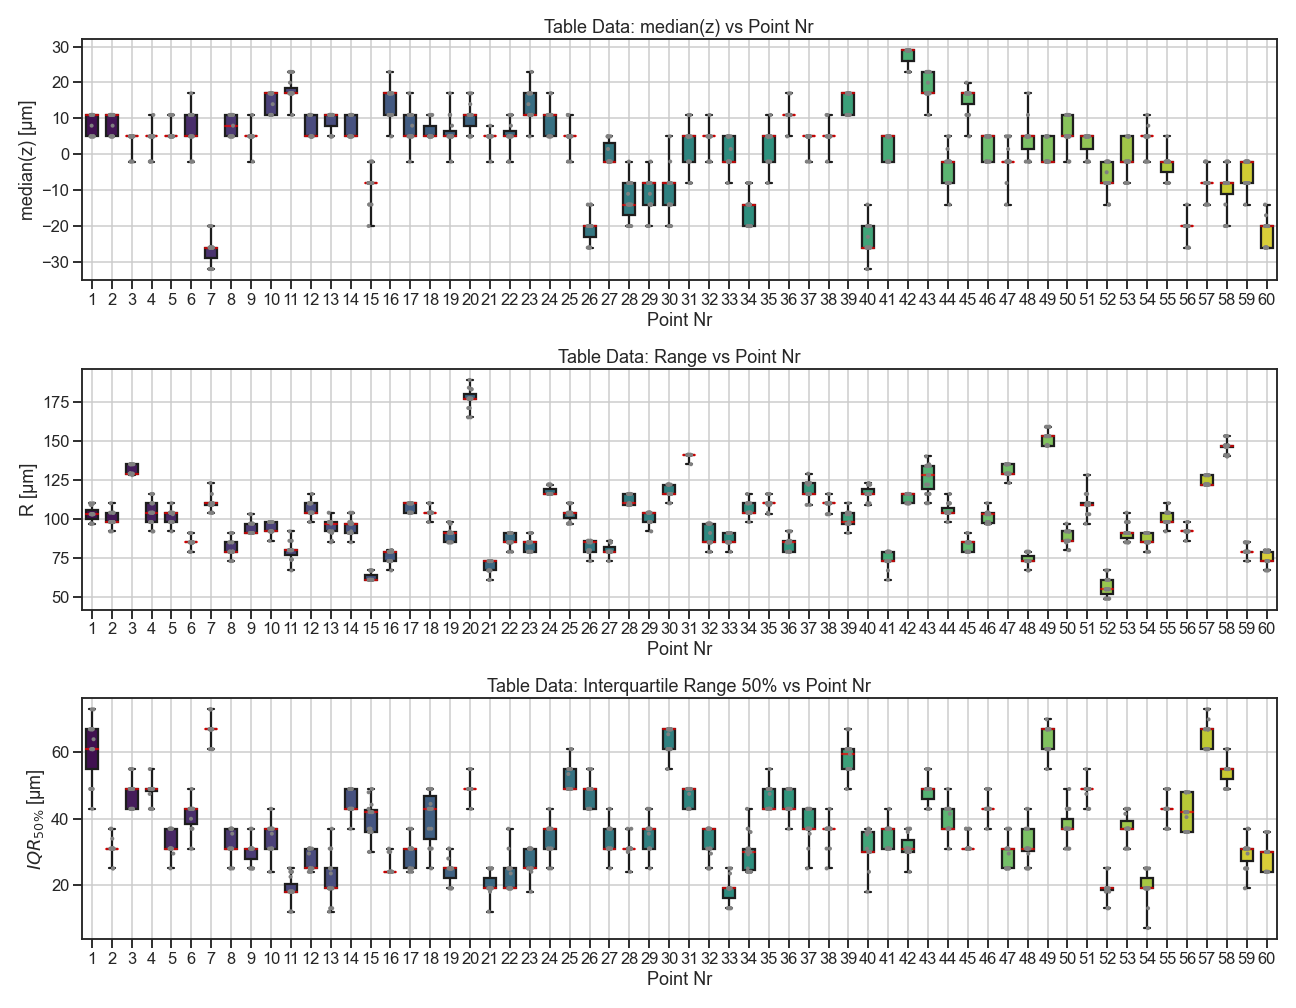 Table Data: median(z) vs Point Nr
30
20
10
0
−10
−20
−30
median(z) [µm]
1 2 3 4 5 6 7 8 9 10 11 12 13 14 15 16 17 18 19 20 21 22 23 24 25 26 27 28 29 30 31 32 33 34 35 36 37 38 39 40 41 42 43 44 45 46 47 48 49 50 51 52 53 54 55 56 57 58 59 60
Point Nr
Table Data: Range vs Point Nr
175
150
125
100
75
50
R [µm]
1 2 3 4 5 6 7 8 9 10 11 12 13 14 15 16 17 18 19 20 21 22 23 24 25 26 27 28 29 30 31 32 33 34 35 36 37 38 39 40 41 42 43 44 45 46 47 48 49 50 51 52 53 54 55 56 57 58 59 60
Point Nr
Table Data: Interquartile Range 50% vs Point Nr
60
40
20
IQR50% [µm]
1 2 3 4 5 6 7 8 9 10 11 12 13 14 15 16 17 18 19 20 21 22 23 24 25 26 27 28 29 30 31 32 33 34 35 36 37 38 39 40 41 42 43 44 45 46 47 48 49 50 51 52 53 54 55 56 57 58 59 60
Point Nr